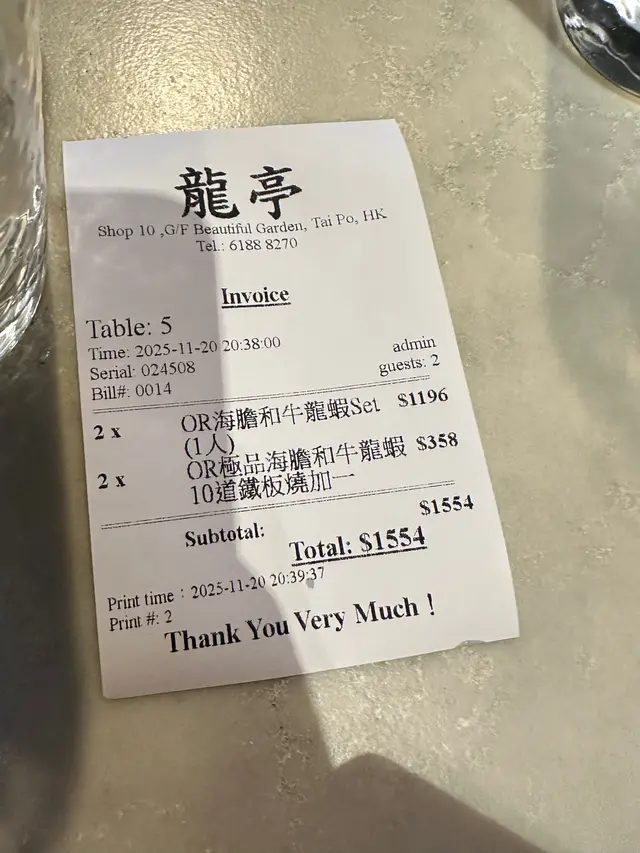 龍亭
Shop 10 ,G/F Beautiful Garden, Tai Po, HK
Tel.: 6188 8270
Invoice
Table: 5
Time: 2025-11-20 20:38:00
admin
Serial: 024508
guests: 2
Bill#: 0014
2 x OR海膽和牛龍蝦Set $1196
(1人)
2 x OR極品海膽和牛龍蝦 $358
10道鐵板燒加一
Subtotal: $1554
Total: $1554
Print time : 2025-11-20 20:39:37
Print #: 2
Thank You Very Much !